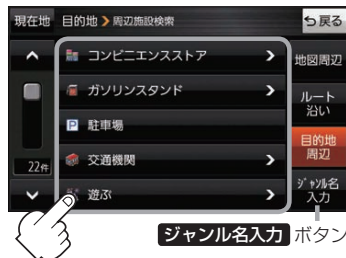 現在地 目的地 > 周辺施設検索 戻る
コンビニエンスストア
ガソリンスタンド
P 駐車場
交通機関
遊ぶ
22件
地図周辺
ルート
沿い
目的地
周辺
ジャンル名
入力
ジャンル名入力 ボタン